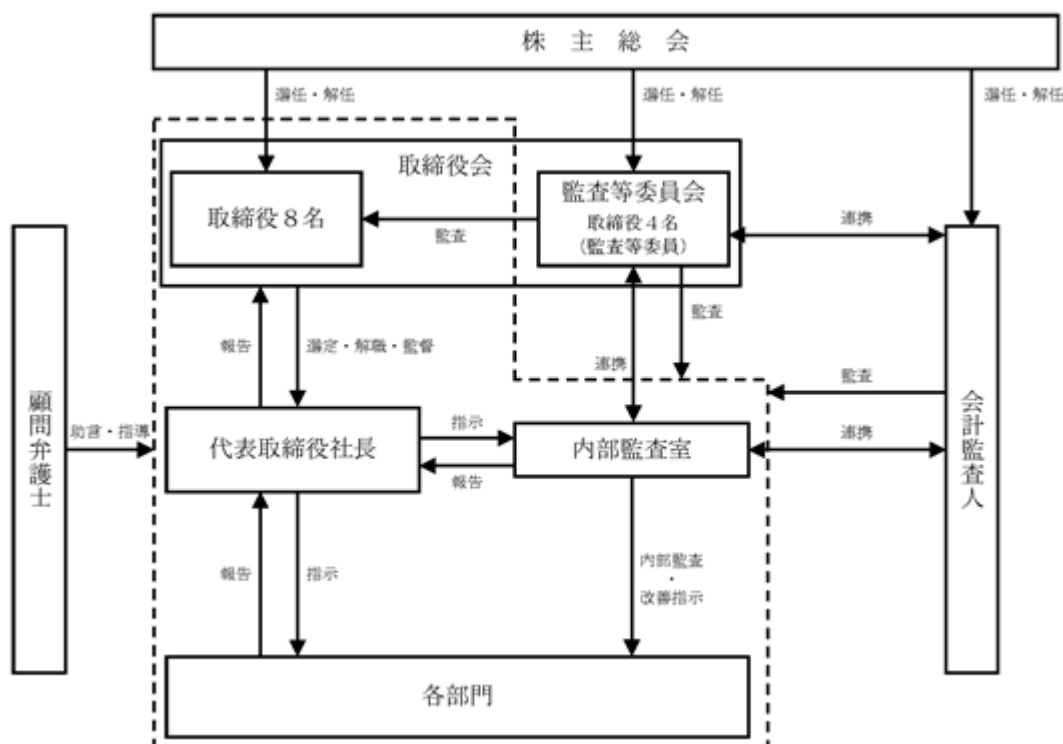 株主総会
選任・解任
選任・解任
選任・解任
取締役会
監査等委員会
取締役8名
取締役4名
(監査等委員)
監査
連携
監査
報告
選定・解職・監督
連携
監査
顧問弁護士
助言・指導
代表取締役社長
指示
報告
内部監査室
連携
会計監査人
報告
指示
内部監査
・
改善指示
各部門